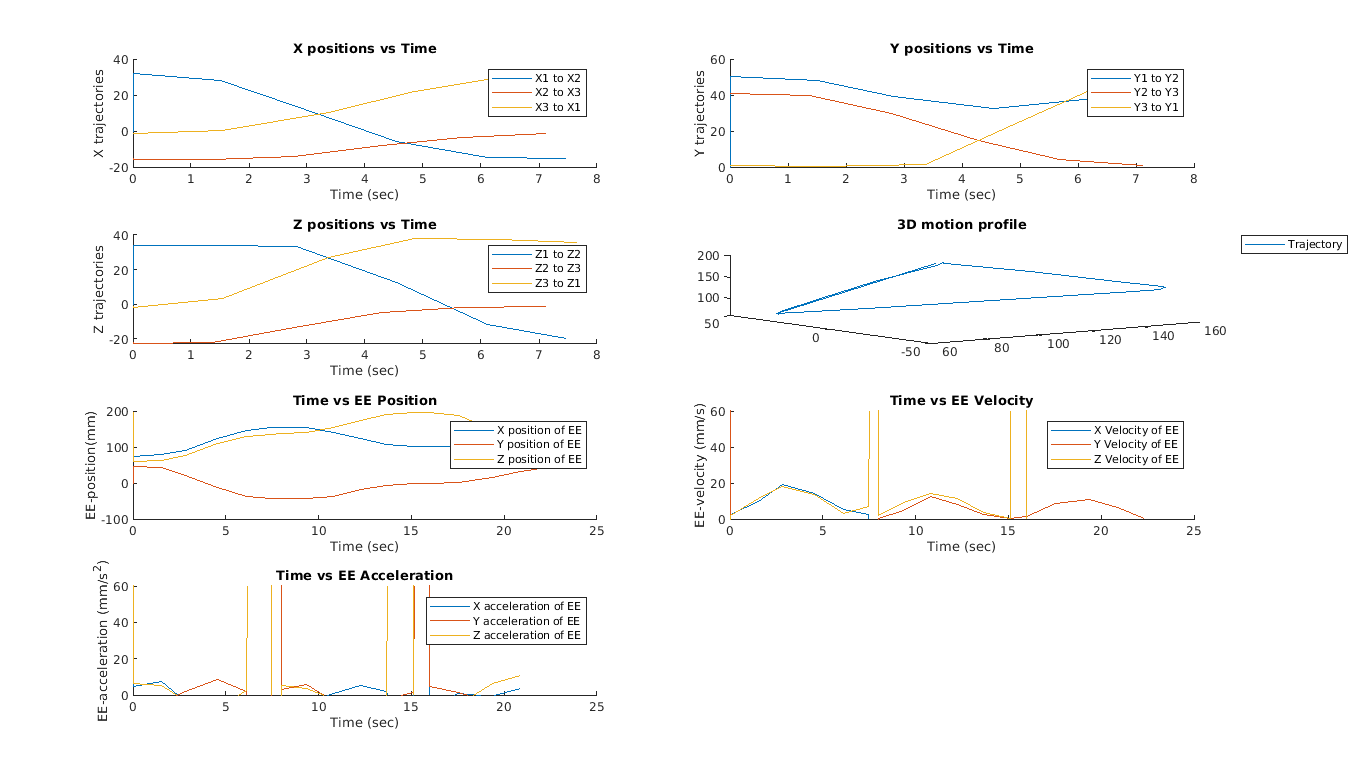 X positions vs Time
40
20
0
-20
X trajectories
X1 to X2
X2 to X3
X3 to X1
0 1 2 3 4 5 6 7 8
Time (sec)
Y positions vs Time
60
40
20
0
Y trajectories
Y1 to Y2
Y2 to Y3
Y3 to Y1
0 1 2 3 4 5 6 7 8
Time (sec)
Z positions vs Time
40
20
0
-20
Z trajectories
Z1 to Z2
Z2 to Z3
Z3 to Z1
0 1 2 3 4 5 6 7 8
Time (sec)
3D motion profile
Trajectory
200
150
100
50 0 -50
60 80 100 120 140 160
Time vs EE Position
200
100
0
-100
EE-position(mm)
X position of EE
Y position of EE
Z position of EE
0 5 10 15 20 25
Time (sec)
Time vs EE Velocity
60
40
20
0
EE-velocity (mm/s)
X Velocity of EE
Y Velocity of EE
Z Velocity of EE
0 5 10 15 20 25
Time (sec)
Time vs EE Acceleration
60
40
20
0
EE-acceleration (mm/s²)
X acceleration of EE
Y acceleration of EE
Z acceleration of EE
0 5 10 15 20 25
Time (sec)